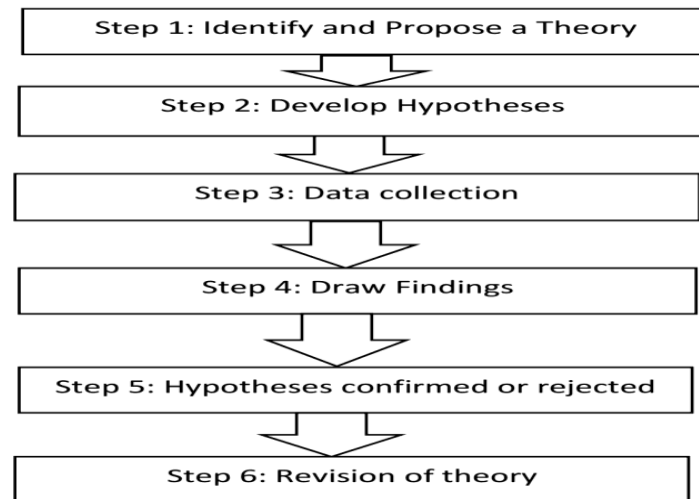 Step 1: Identify and Propose a Theory
Step 2: Develop Hypotheses
Step 3: Data collection
Step 4: Draw Findings
Step 5: Hypotheses confirmed or rejected
Step 6: Revision of theory